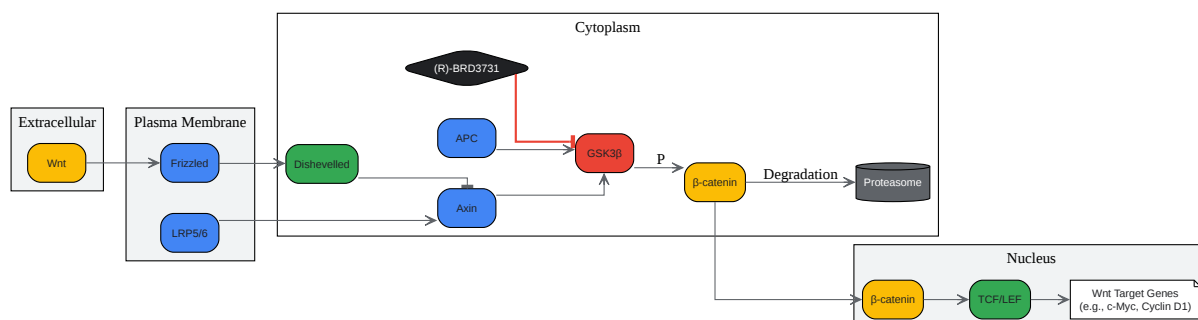 Cytoplasm
(R)-BRD3731
Extracellular
Plasma Membrane
APC
GSK3β
P
Wnt
Frizzled
Dishevelled
β-catenin
Degradation
Proteasome
Axin
LRP5/6
Nucleus
β-catenin
TCF/LEF
Wnt Target Genes
(e.g., c-Myc, Cyclin D1)